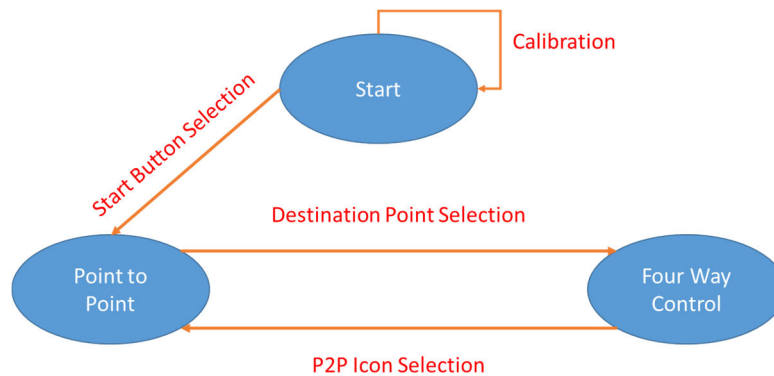 Calibration
Start
Start Button Selection
Destination Point Selection
Point to
Point
Four Way
Control
P2P Icon Selection